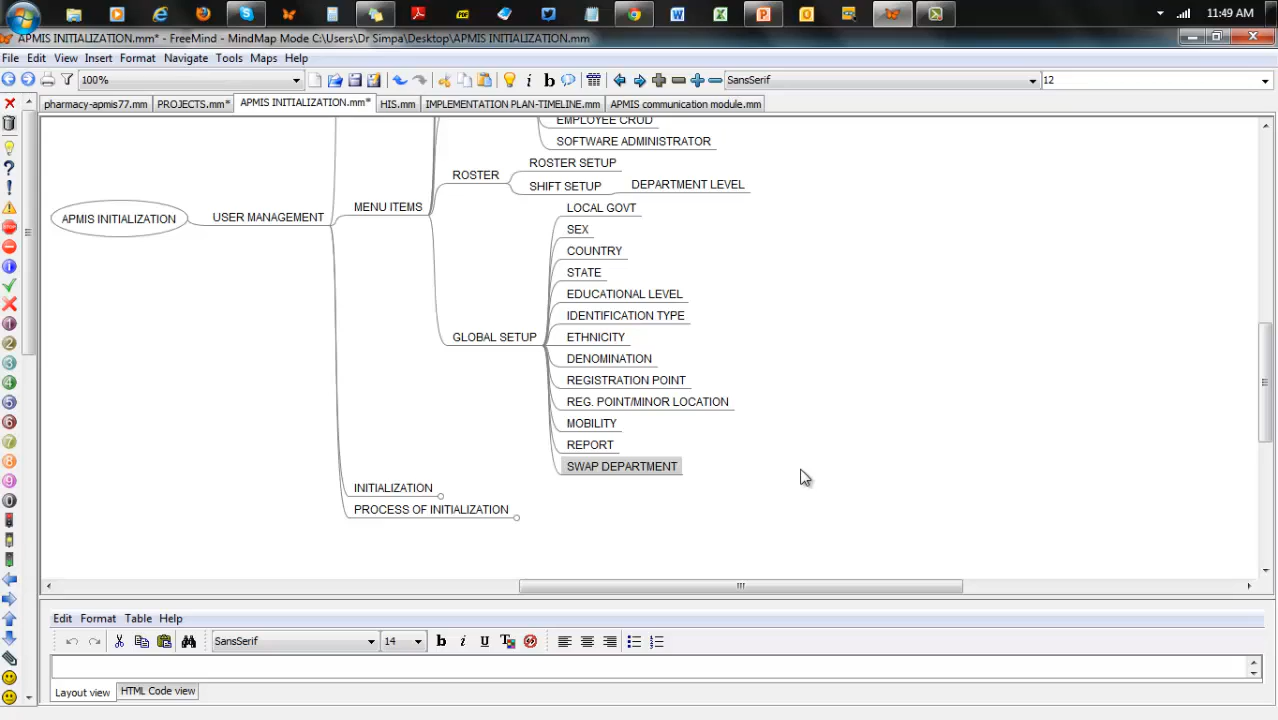 11:49 AM
APMIS INITIALIZATION.mm* - FreeMind - MindMap Mode C:\Users\Dr Simpa\Desktop\APMIS INITIALIZATION.mm
File Edit View Insert Format Navigate Tools Maps Help
100% SansSerif 12
pharmacy-apmis77.mm PROJECTS.mm* APMIS INITIALIZATION.mm* HIS.mm IMPLEMENTATION PLAN-TIMELINE.mm APMIS communication module.mm
EMPLOYEE CRUD
SOFTWARE ADMINISTRATOR
ROSTER SETUP
ROSTER
SHIFT SETUP DEPARTMENT LEVEL
MENU ITEMS
LOCAL GOVT
APMIS INITIALIZATION USER MANAGEMENT
SEX
COUNTRY
STATE
EDUCATIONAL LEVEL
IDENTIFICATION TYPE
GLOBAL SETUP ETHNICITY
DENOMINATION
REGISTRATION POINT
REG. POINT/MINOR LOCATION
MOBILITY
REPORT
SWAP DEPARTMENT
INITIALIZATION
PROCESS OF INITIALIZATION
Edit Format Table Help
SansSerif 14
Layout view HTML Code view